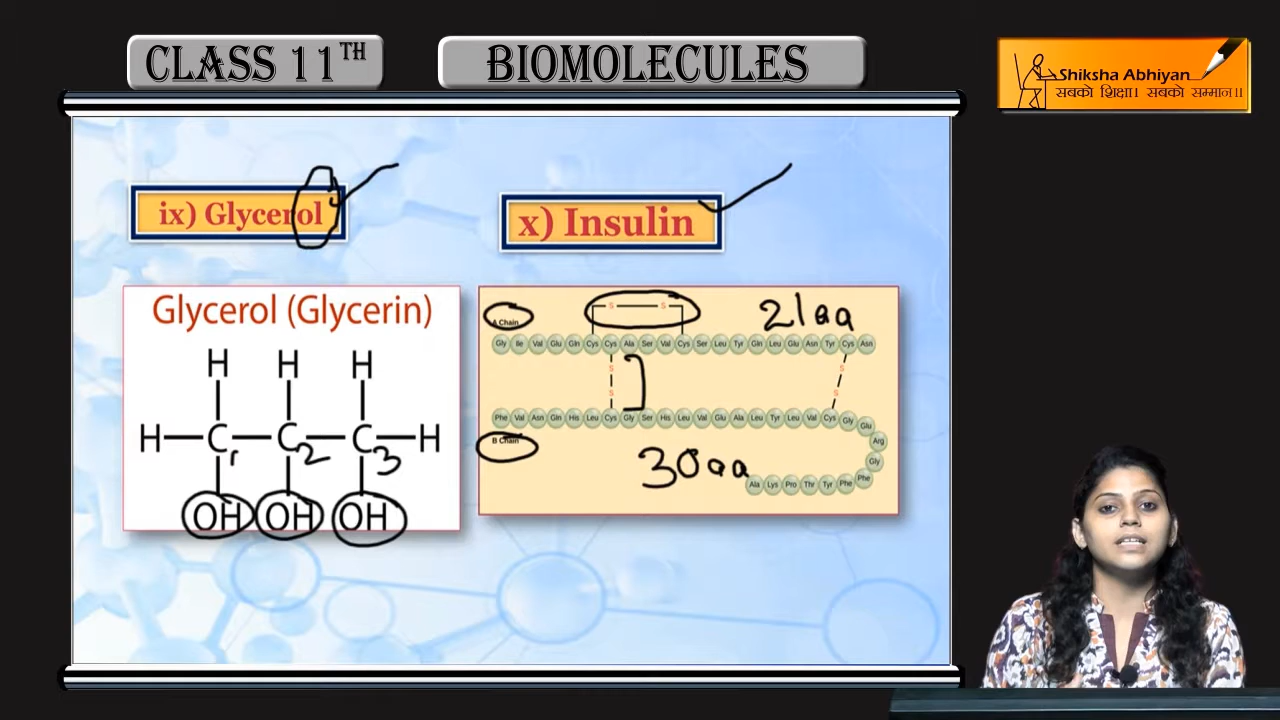 CLASS 11TH
BIOMOLECULES
Shiksha Abhiyan
सबको शिक्षा। सबको सम्मान।।
ix) Glycerol
x) Insulin
Glycerol (Glycerin)
H H H
H C 1 C 2 C 3 H
OH OH OH
S S
21aa
A Chain
Gly Ile Val Glu Gln Cys Cys Ala Ser Val Cys Ser Leu Tyr Gln Leu Glu Asn Tyr Cys Asn
S S
S S
Phe Val Asn Gln His Leu Cys Gly Ser His Leu Val Glu Ala Leu Tyr Leu Val Cys Gly Glu
Arg
B Chain
Gly
30aa
Ala Lys Pro Thr Tyr Phe Phe